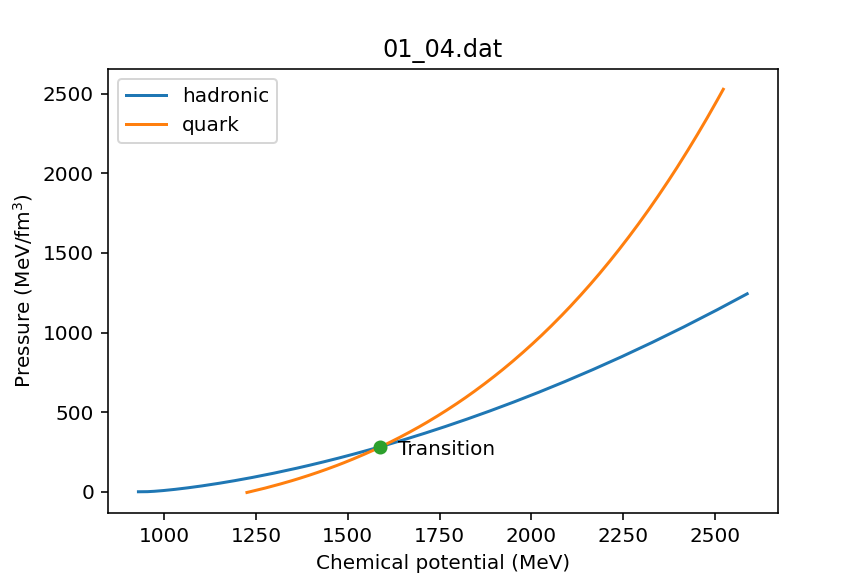 01_04.dat
hadronic
quark
Pressure (MeV/fm³)
2500
2000
1500
1000
500
0
Transition
1000 1250 1500 1750 2000 2250 2500
Chemical potential (MeV)